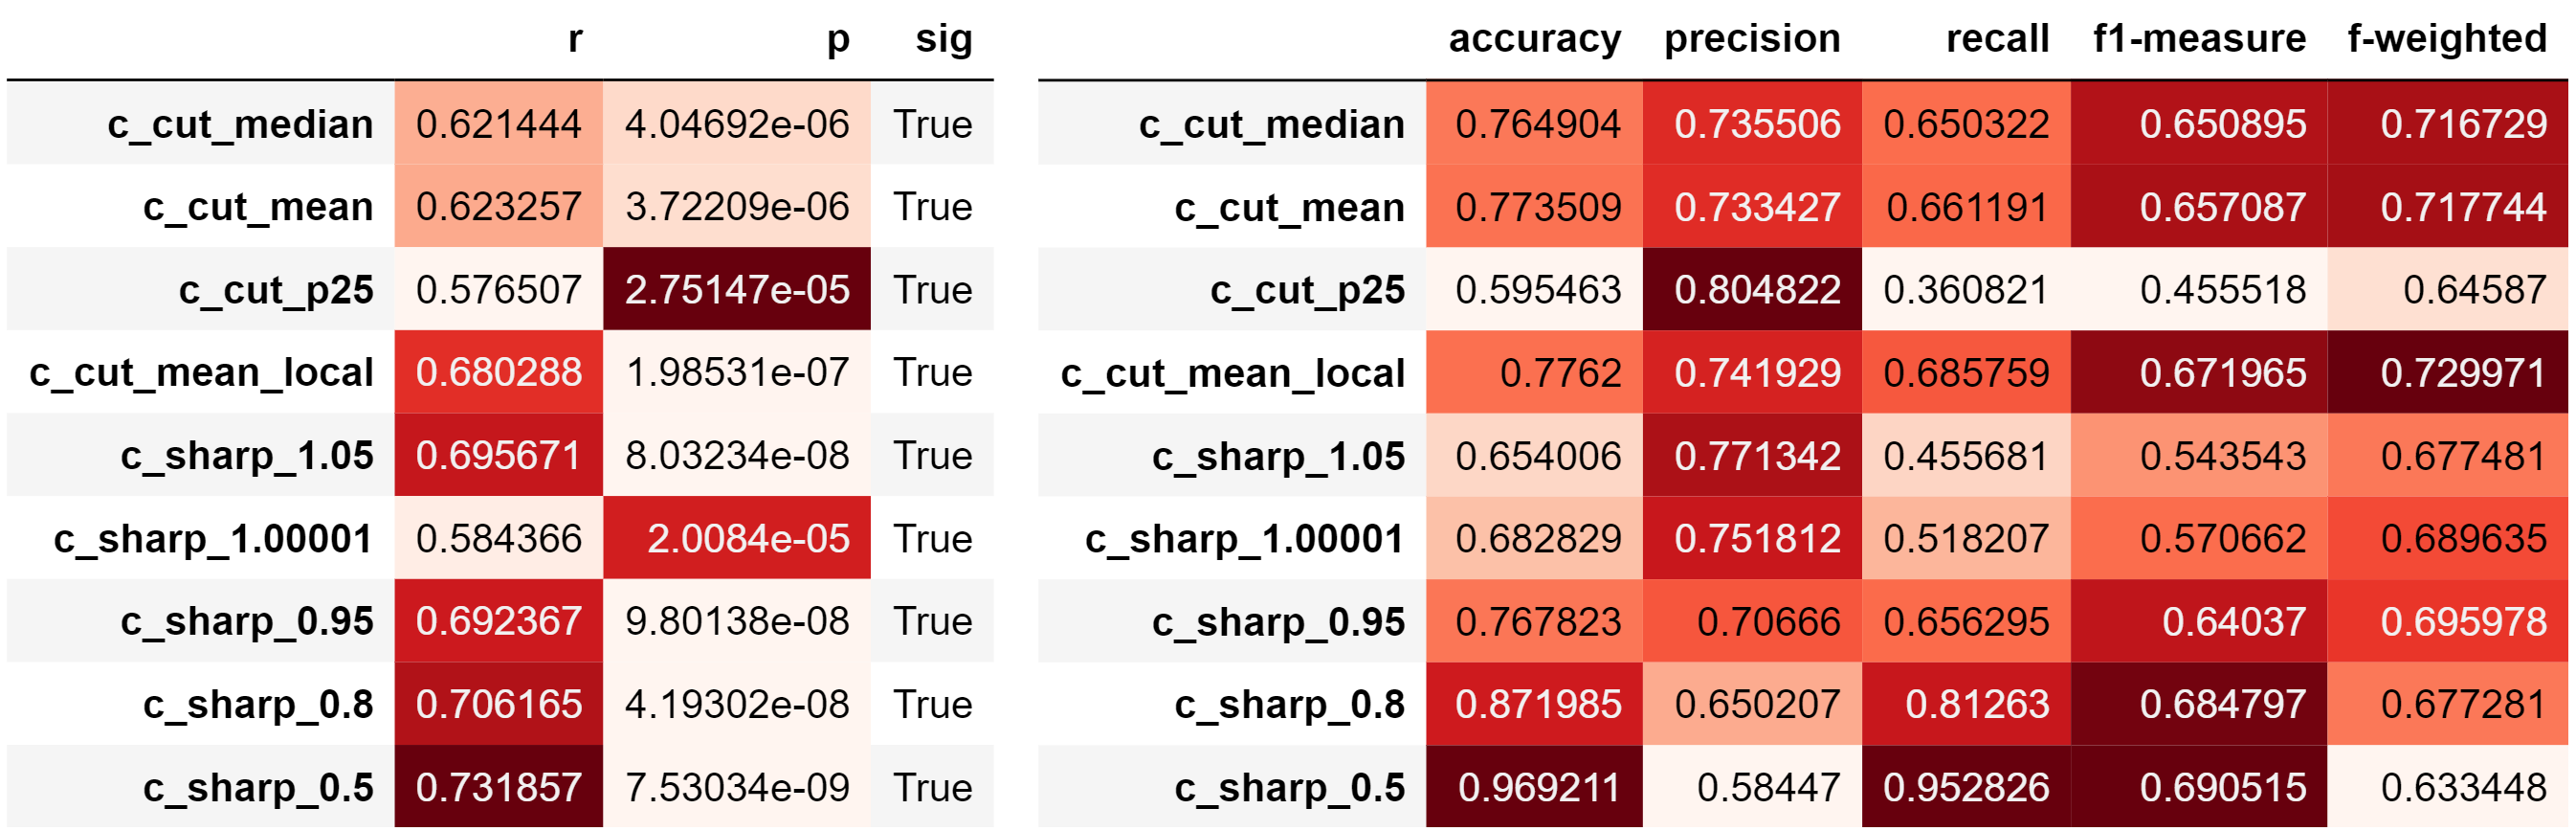 r p sig accuracy precision recall f1-measure f-weighted
c_cut_median 0.621444 4.04692e-06 True c_cut_median 0.764904 0.735506 0.650322 0.650895 0.716729
c_cut_mean 0.623257 3.72209e-06 True c_cut_mean 0.773509 0.733427 0.661191 0.657087 0.717744
c_cut_p25 0.576507 2.75147e-05 True c_cut_p25 0.595463 0.804822 0.360821 0.455518 0.64587
c_cut_mean_local 0.680288 1.98531e-07 True c_cut_mean_local 0.7762 0.741929 0.685759 0.671965 0.729971
c_sharp_1.05 0.695671 8.03234e-08 True c_sharp_1.05 0.654006 0.771342 0.455681 0.543543 0.677481
c_sharp_1.00001 0.584366 2.0084e-05 True c_sharp_1.00001 0.682829 0.751812 0.518207 0.570662 0.689635
c_sharp_0.95 0.692367 9.80138e-08 True c_sharp_0.95 0.767823 0.70666 0.656295 0.64037 0.695978
c_sharp_0.8 0.706165 4.19302e-08 True c_sharp_0.8 0.871985 0.650207 0.81263 0.684797 0.677281
c_sharp_0.5 0.731857 7.53034e-09 True c_sharp_0.5 0.969211 0.58447 0.952826 0.690515 0.633448